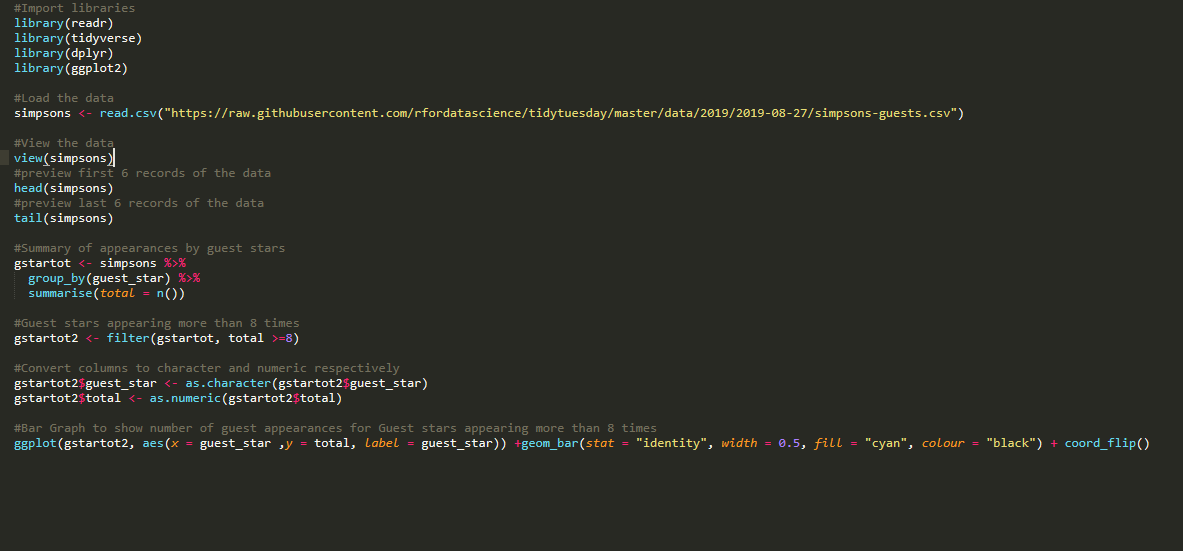 #Import libraries
library(readr)
library(tidyverse)
library(dplyr)
library(ggplot2)
#Load the data
simpsons <- read.csv("https://raw.githubusercontent.com/rfordatascience/tidytuesday/master/data/2019/2019-08-27/simpsons-guests.csv")
#View the data
view(simpsons)
#preview first 6 records of the data
head(simpsons)
#preview last 6 records of the data
tail(simpsons)
#Summary of appearances by guest stars
gstartot <- simpsons %>%
  group_by(guest_star) %>%
  summarise(total = n())
#Guest stars appearing more than 8 times
gstartot2 <- filter(gstartot, total >=8)
#Convert columns to character and numeric respectively
gstartot2$guest_star <- as.character(gstartot2$guest_star)
gstartot2$total <- as.numeric(gstartot2$total)
#Bar Graph to show number of guest appearances for Guest stars appearing more than 8 times
ggplot(gstartot2, aes(x = guest_star ,y = total, label = guest_star)) +geom_bar(stat = "identity", width = 0.5, fill = "cyan", colour = "black") + coord_flip()